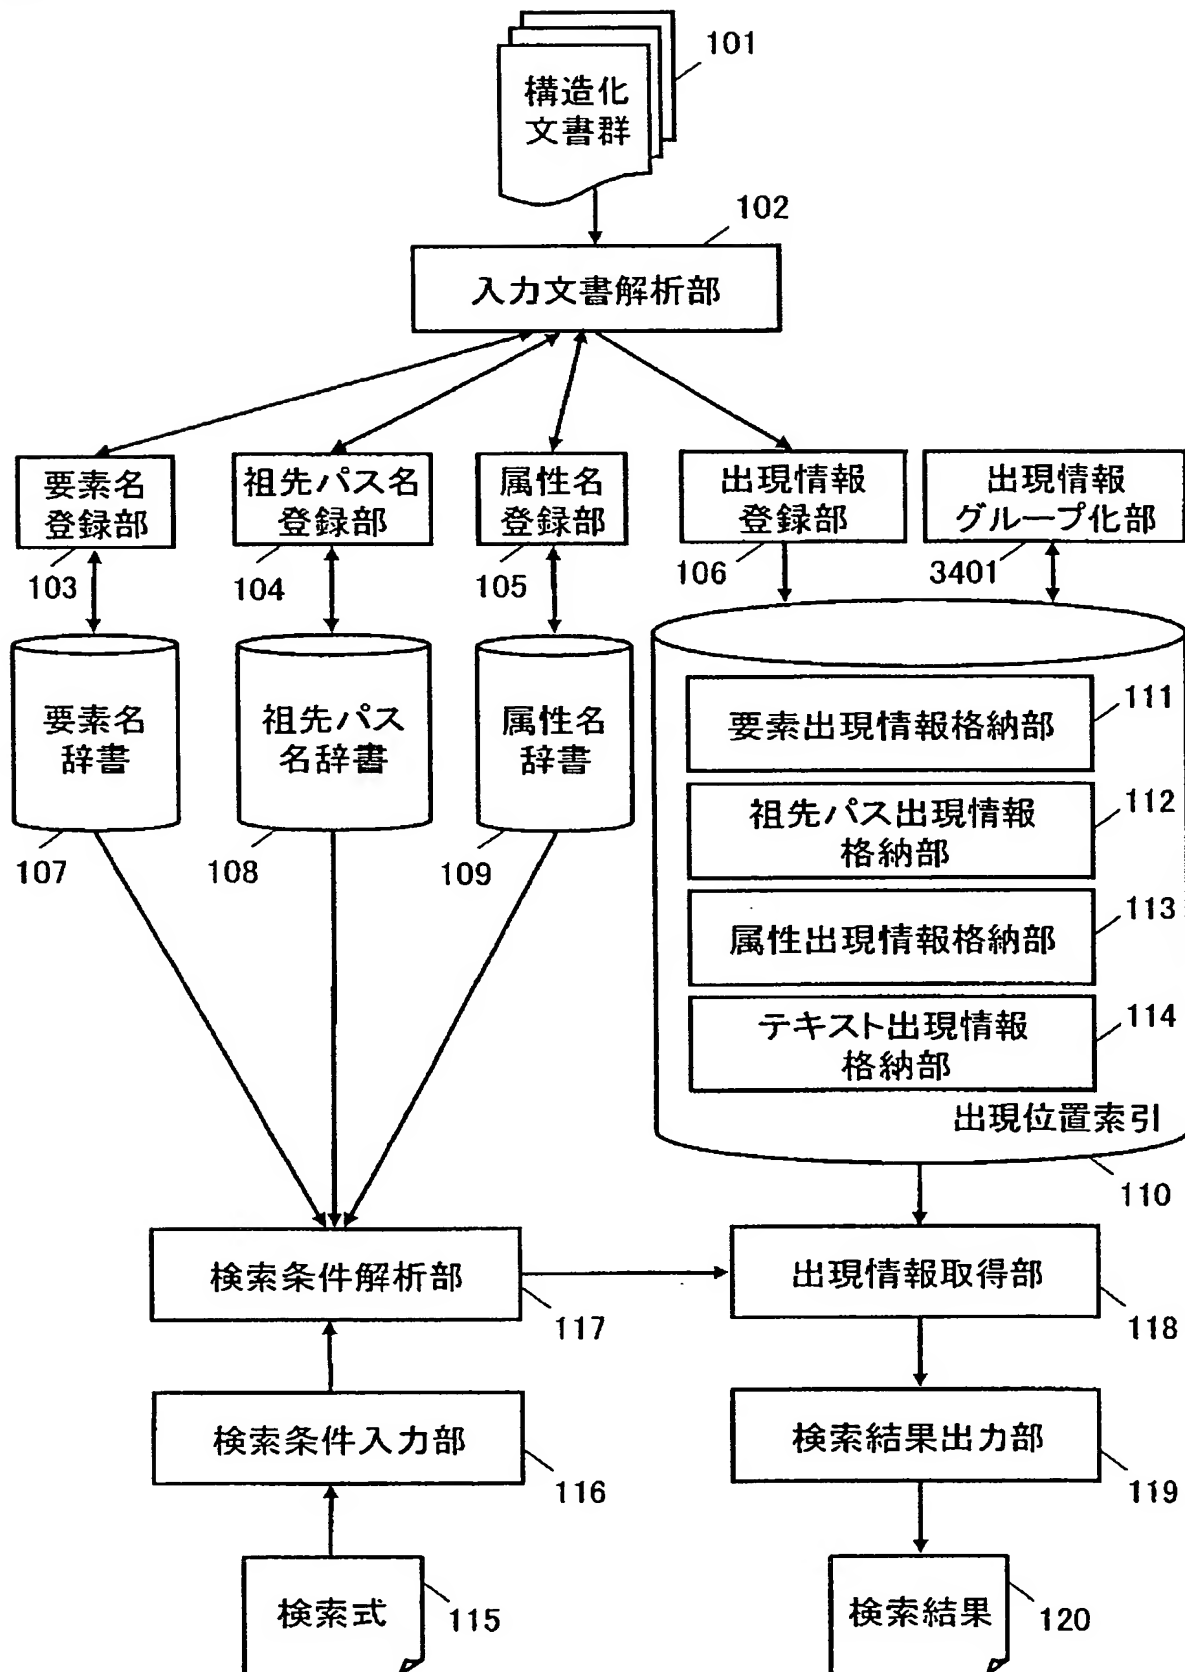 101
構造化
文書群
102
入力文書解析部
要素名
登録部
103
祖先パス名
登録部
104
属性名
登録部
105
出現情報
登録部
106
出現情報
グループ化部
3401
要素名
辞書
107
祖先パス
名辞書
108
属性名
辞書
109
要素出現情報格納部
111
祖先パス出現情報
格納部
112
属性出現情報格納部
113
テキスト出現情報
格納部
114
出現位置索引
110
検索条件解析部
117
出現情報取得部
118
検索条件入力部
116
検索結果出力部
119
検索式
115
検索結果
120